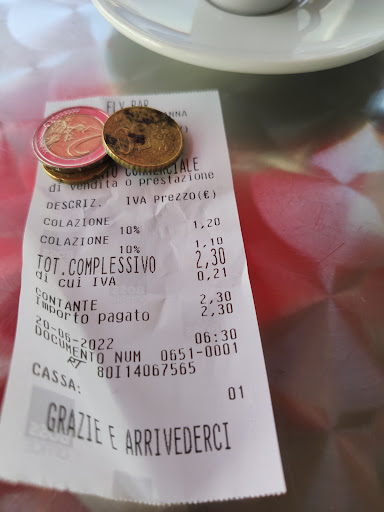 FLY BAR
COMMERCIALE
di vendita o prestazione
DESCRIZ. IVA Prezzo(€)
COLAZIONE 1,20
10%
COLAZIONE 1,10
10%
TOT.COMPLESSIVO 2,30
di cui IVA 0,21
CONTANTE 2,30
Importo pagato 2,30
20-06-2022 06:30
DOCUMENTO NUM 0651-0001
RT 80I14067565
CASSA: 01
GRAZIE E ARRIVEDERCI